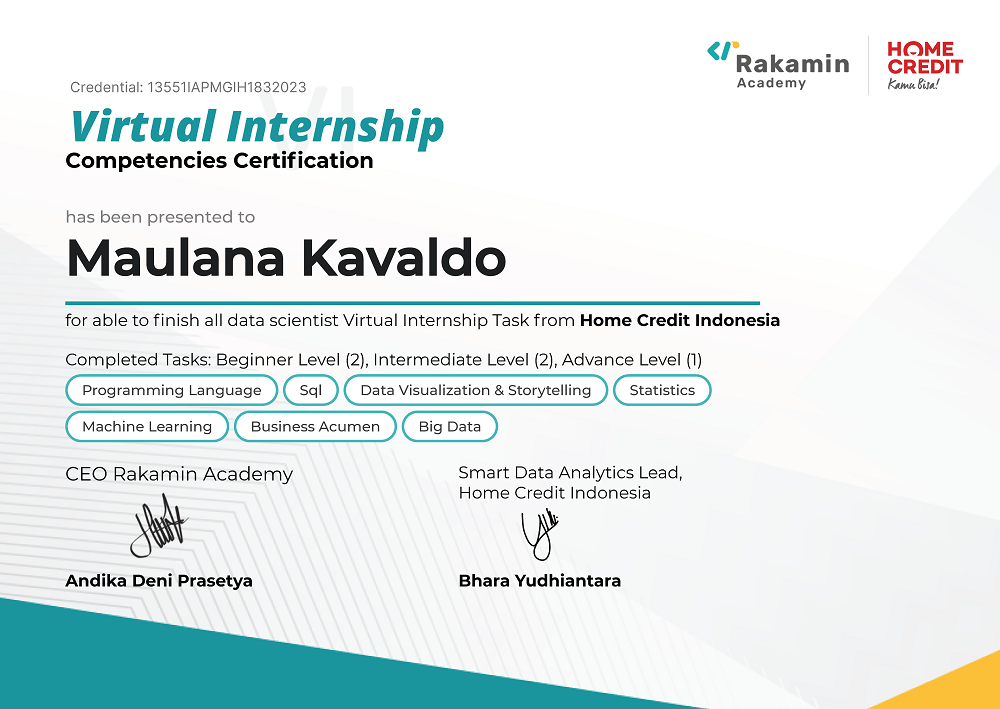 Rakamin
Academy
HOME
CREDIT
Kamu Bisa!
Credential: 13551IAPMGIH1832023
VI
Virtual Internship
Competencies Certification
has been presented to
Maulana Kavaldo
for able to finish all data scientist Virtual Internship Task from Home Credit Indonesia
Completed Tasks: Beginner Level (2), Intermediate Level (2), Advance Level (1)
Programming Language Sql Data Visualization & Storytelling Statistics
Machine Learning Business Acumen Big Data
CEO Rakamin Academy
Andika Deni Prasetya
Smart Data Analytics Lead,
Home Credit Indonesia
Bhara Yudhiantara